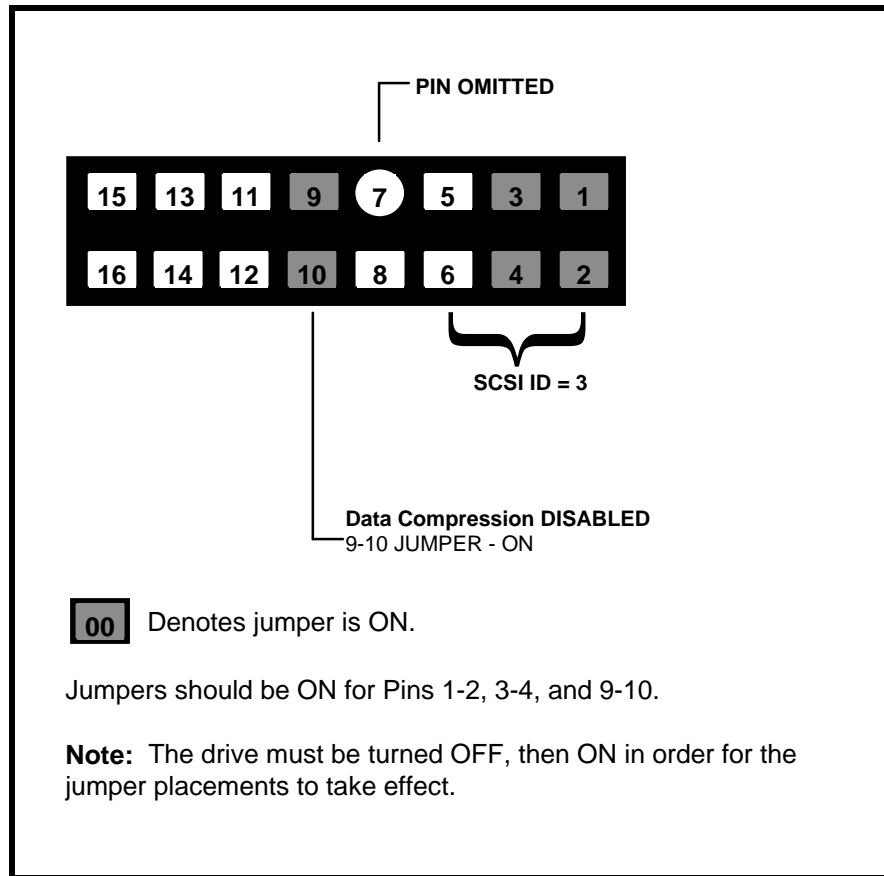 PIN OMITTED
15 13 11 9 7 5 3 1
16 14 12 10 8 6 4 2
SCSI ID = 3
Data Compression DISABLED
9-10 JUMPER - ON
00 Denotes jumper is ON.
Jumpers should be ON for Pins 1-2, 3-4, and 9-10.
Note: The drive must be turned OFF, then ON in order for the
jumper placements to take effect.